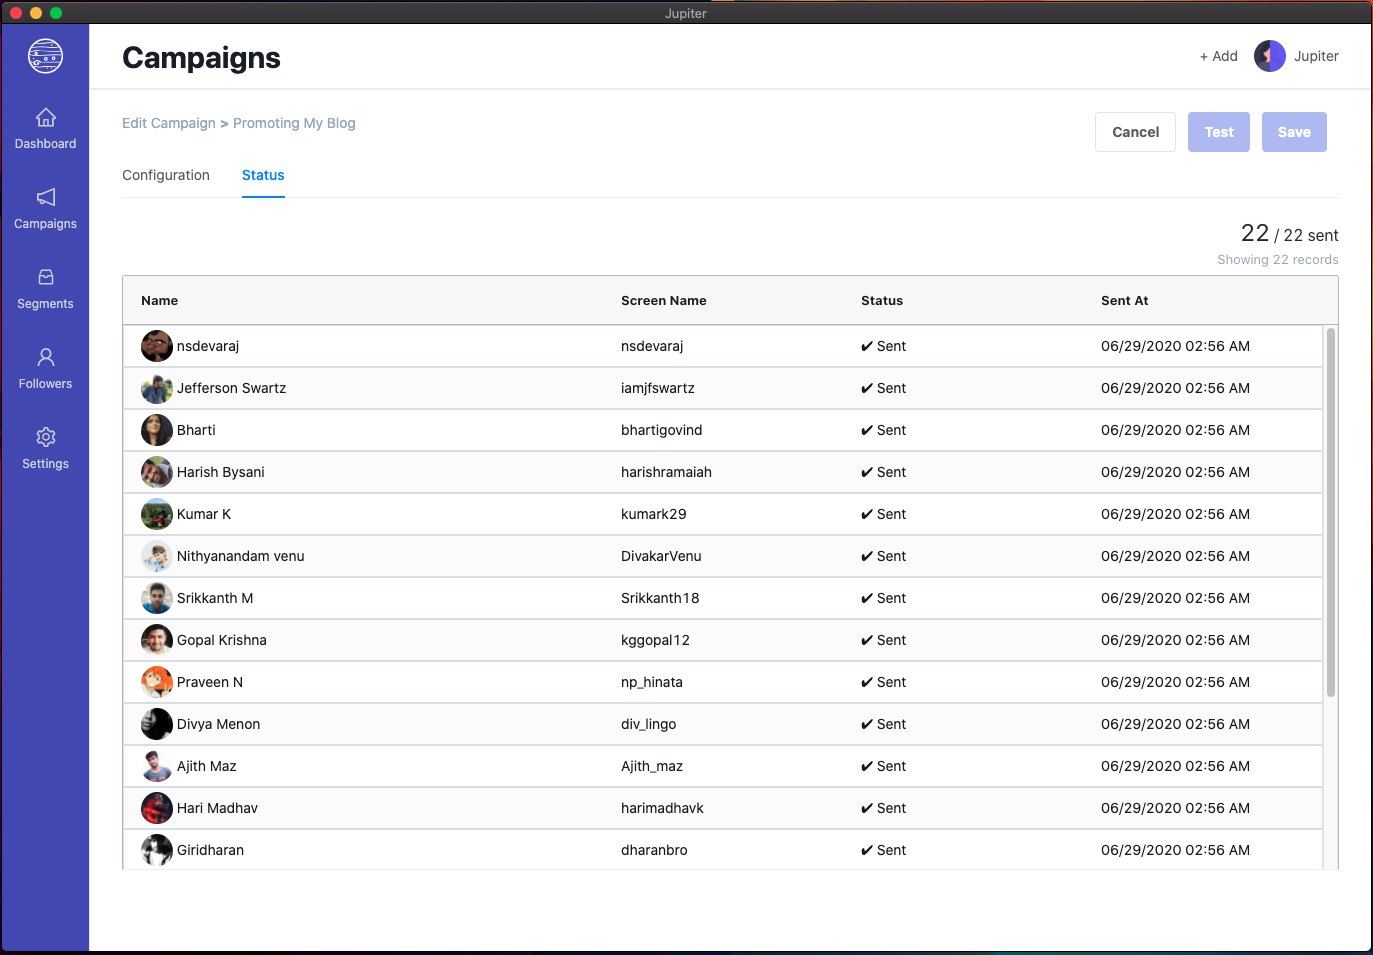 Jupiter
Campaigns
+ Add
Jupiter
Dashboard
Campaigns
Segments
Followers
Settings
Edit Campaign > Promoting My Blog
Cancel
Test
Save
Configuration
Status
22 / 22 sent
Showing 22 records
Name Screen Name Status Sent At
nsdevaraj nsdevaraj ✔ Sent 06/29/2020 02:56 AM
Jefferson Swartz iamjfswartz ✔ Sent 06/29/2020 02:56 AM
Bharti bhartigovind ✔ Sent 06/29/2020 02:56 AM
Harish Bysani harishramaiah ✔ Sent 06/29/2020 02:56 AM
Kumar K kumark29 ✔ Sent 06/29/2020 02:56 AM
Nithyanandam venu DivakarVenu ✔ Sent 06/29/2020 02:56 AM
Srikkanth M Srikkanth18 ✔ Sent 06/29/2020 02:56 AM
Gopal Krishna kggopal12 ✔ Sent 06/29/2020 02:56 AM
Praveen N np_hinata ✔ Sent 06/29/2020 02:56 AM
Divya Menon div_lingo ✔ Sent 06/29/2020 02:56 AM
Ajith Maz Ajith_maz ✔ Sent 06/29/2020 02:56 AM
Hari Madhav harimadhavk ✔ Sent 06/29/2020 02:56 AM
Giridharan dharanbro ✔ Sent 06/29/2020 02:56 AM